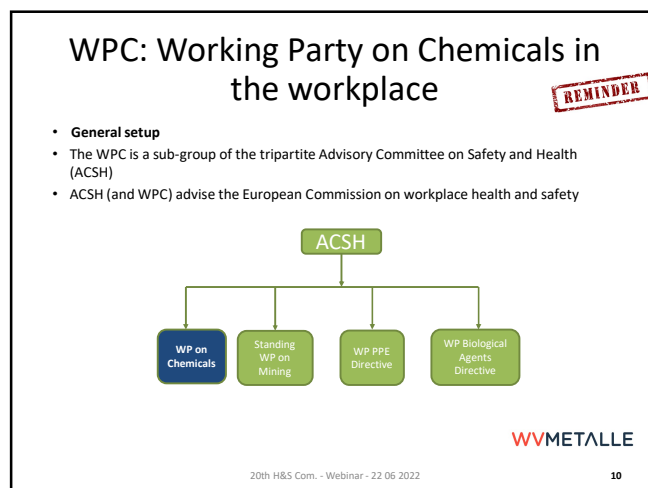 WPC: Working Party on Chemicals in
the workplace
REMINDER
• General setup
• The WPC is a sub-group of the tripartite Advisory Committee on Safety and Health
(ACSH)
• ACSH (and WPC) advise the European Commission on workplace health and safety
ACSH
WP on
Chemicals
Standing
WP on
Mining
WP PPE
Directive
WP Biological
Agents
Directive
WVMETALLE
20th H&S Com. - Webinar - 22 06 2022
10